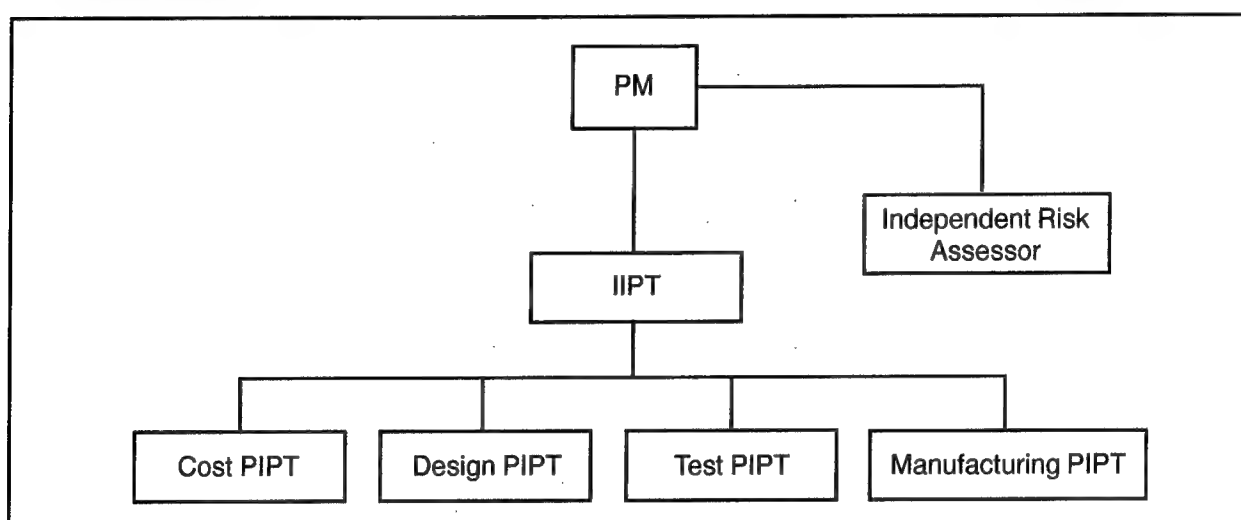 PM
Independent Risk
Assessor
IIPT
Cost PIPT
Design PIPT
Test PIPT
Manufacturing PIPT